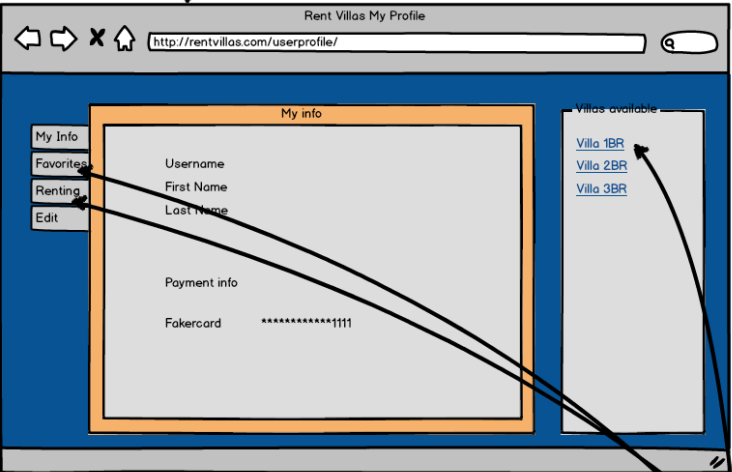 Rent Villas My Profile
http://rentvillas.com/userprofile/
My info
Villas available
My Info
Favorites
Renting
Edit
Username
First Name
Last Name
Payment info
Fakercard ************1111
Villa 1BR
Villa 2BR
Villa 3BR